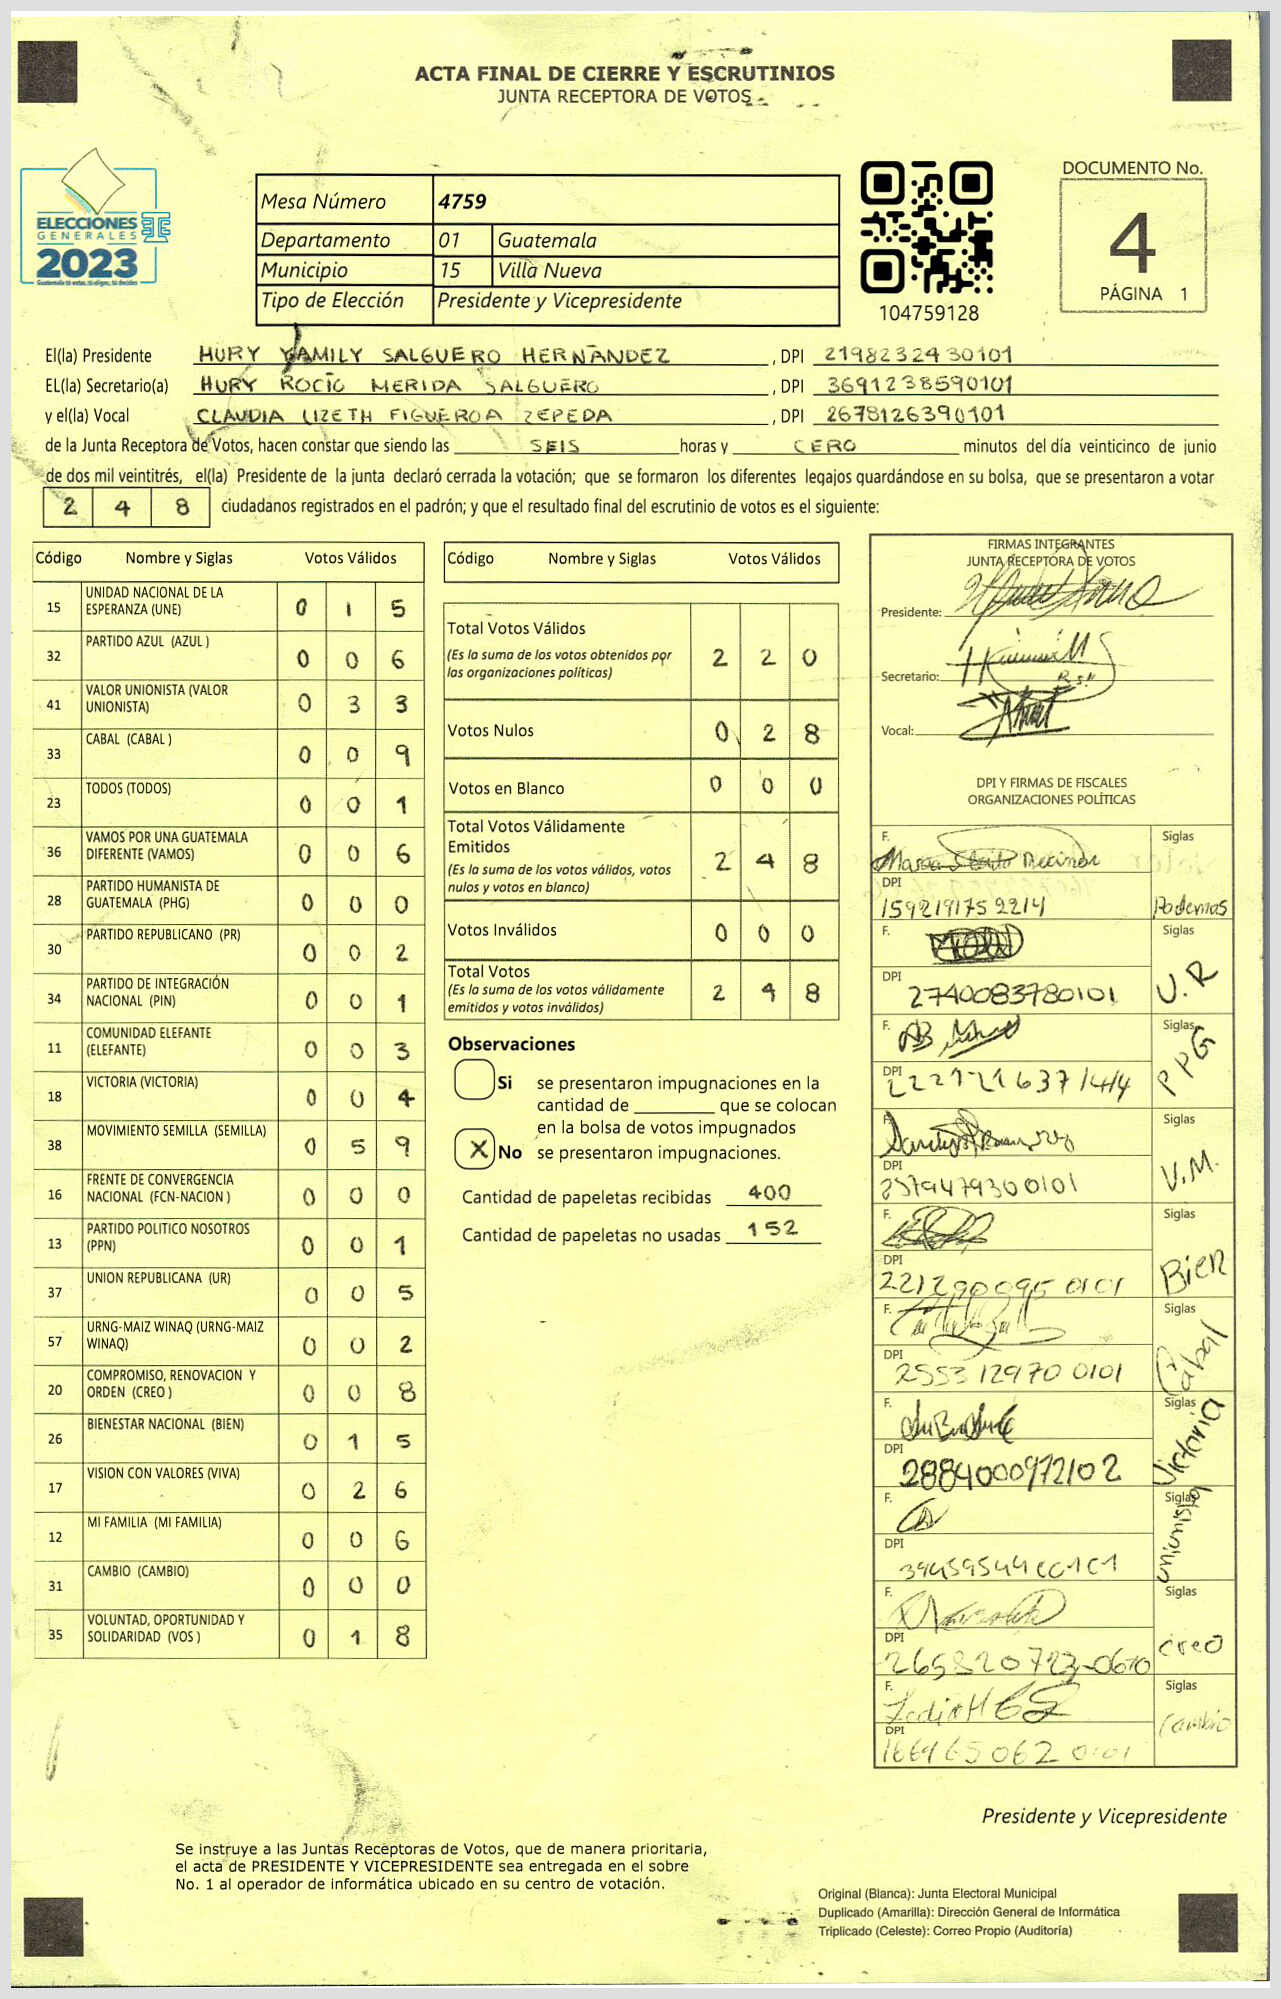 ACTA FINAL DE CIERRE Y ESCRUTINIOS
JUNTA RECEPTORA DE VOTOS
ELECCIONES
GENERALES
2023
Guatemala tú votas, tú eliges, tú decides
Mesa Número 4759
Departamento 01 Guatemala
Municipio 15 Villa Nueva
Tipo de Elección Presidente y Vicepresidente
104759128
DOCUMENTO No.
4
PÁGINA 1
El(la) Presidente HURY YAMILY SALGUERO HERNÀNDEZ , DPI 2198232430101
EL(la) Secretario(a) HURY ROCÍO MERIDA SALGUERO , DPI 3691238590101
y el(la) Vocal CLAUDIA LIZETH FIGUEROA ZEPEDA , DPI 2678126390101
de la Junta Receptora de Votos, hacen constar que siendo las SEIS horas y CERO minutos del día veinticinco de junio
de dos mil veintitrés, el(la) Presidente de la junta declaró cerrada la votación; que se formaron los diferentes legajos guardándose en su bolsa, que se presentaron a votar
2 4 8 ciudadanos registrados en el padrón; y que el resultado final del escrutinio de votos es el siguiente:
Código Nombre y Siglas Votos Válidos
15 UNIDAD NACIONAL DE LA
ESPERANZA (UNE) 0 1 5
32 PARTIDO AZUL (AZUL ) 0 0 6
41 VALOR UNIONISTA (VALOR
UNIONISTA) 0 3 3
33 CABAL (CABAL ) 0 0 9
23 TODOS (TODOS) 0 0 1
36 VAMOS POR UNA GUATEMALA
DIFERENTE (VAMOS) 0 0 6
28 PARTIDO HUMANISTA DE
GUATEMALA (PHG) 0 0 0
30 PARTIDO REPUBLICANO (PR) 0 0 2
34 PARTIDO DE INTEGRACIÓN
NACIONAL (PIN) 0 0 1
11 COMUNIDAD ELEFANTE
(ELEFANTE) 0 0 3
18 VICTORIA (VICTORIA) 0 0 4
38 MOVIMIENTO SEMILLA (SEMILLA) 0 5 9
16 FRENTE DE CONVERGENCIA
NACIONAL (FCN-NACION ) 0 0 0
13 PARTIDO POLITICO NOSOTROS
(PPN) 0 0 1
37 UNION REPUBLICANA (UR) 0 0 5
57 URNG-MAIZ WINAQ (URNG-MAIZ
WINAQ) 0 0 2
20 COMPROMISO, RENOVACION Y
ORDEN (CREO ) 0 0 8
26 BIENESTAR NACIONAL (BIEN) 0 1 5
17 VISION CON VALORES (VIVA) 0 2 6
12 MI FAMILIA (MI FAMILIA) 0 0 6
31 CAMBIO (CAMBIO) 0 0 0
35 VOLUNTAD, OPORTUNIDAD Y
SOLIDARIDAD (VOS ) 0 1 8
Código Nombre y Siglas Votos Válidos
Total Votos Válidos
(Es la suma de los votos obtenidos por
las organizaciones políticas) 2 2 0
Votos Nulos 0 2 8
Votos en Blanco 0 0 0
Total Votos Válidamente
Emitidos
(Es la suma de los votos válidos, votos
nulos y votos en blanco) 2 4 8
Votos Inválidos 0 0 0
Total Votos
(Es la suma de los votos válidamente
emitidos y votos inválidos) 2 4 8
Observaciones
Si se presentaron impugnaciones en la
cantidad de ________ que se colocan
en la bolsa de votos impugnados
X No se presentaron impugnaciones.
Cantidad de papeletas recibidas 400
Cantidad de papeletas no usadas 152
FIRMAS INTEGRANTES
JUNTA RECEPTORA DE VOTOS
Presidente:
Secretario:
Vocal:
DPI Y FIRMAS DE FISCALES
ORGANIZACIONES POLÍTICAS
F. Siglas
DPI
1592191752214 Podemos
F. Siglas
DPI
2740083780101 U.R
F. Siglas
DPI
PPG
F. Siglas
DPI
2579479300101 V.M.
F. Siglas
DPI
2212900950101 Bien
F. Siglas
DPI
2553129700101 Cabal
F. Siglas
DPI
2884000972102 Victoria
F. Siglas
DPI
unionista
F. Siglas
DPI
265820723-0610 creo
F. Siglas
DPI
cambio
Presidente y Vicepresidente
Se instruye a las Juntas Receptoras de Votos, que de manera prioritaria,
el acta de PRESIDENTE Y VICEPRESIDENTE sea entregada en el sobre
No. 1 al operador de informática ubicado en su centro de votación.
Original (Blanca): Junta Electoral Municipal
Duplicado (Amarilla): Dirección General de Informática
Triplicado (Celeste): Correo Propio (Auditoría)